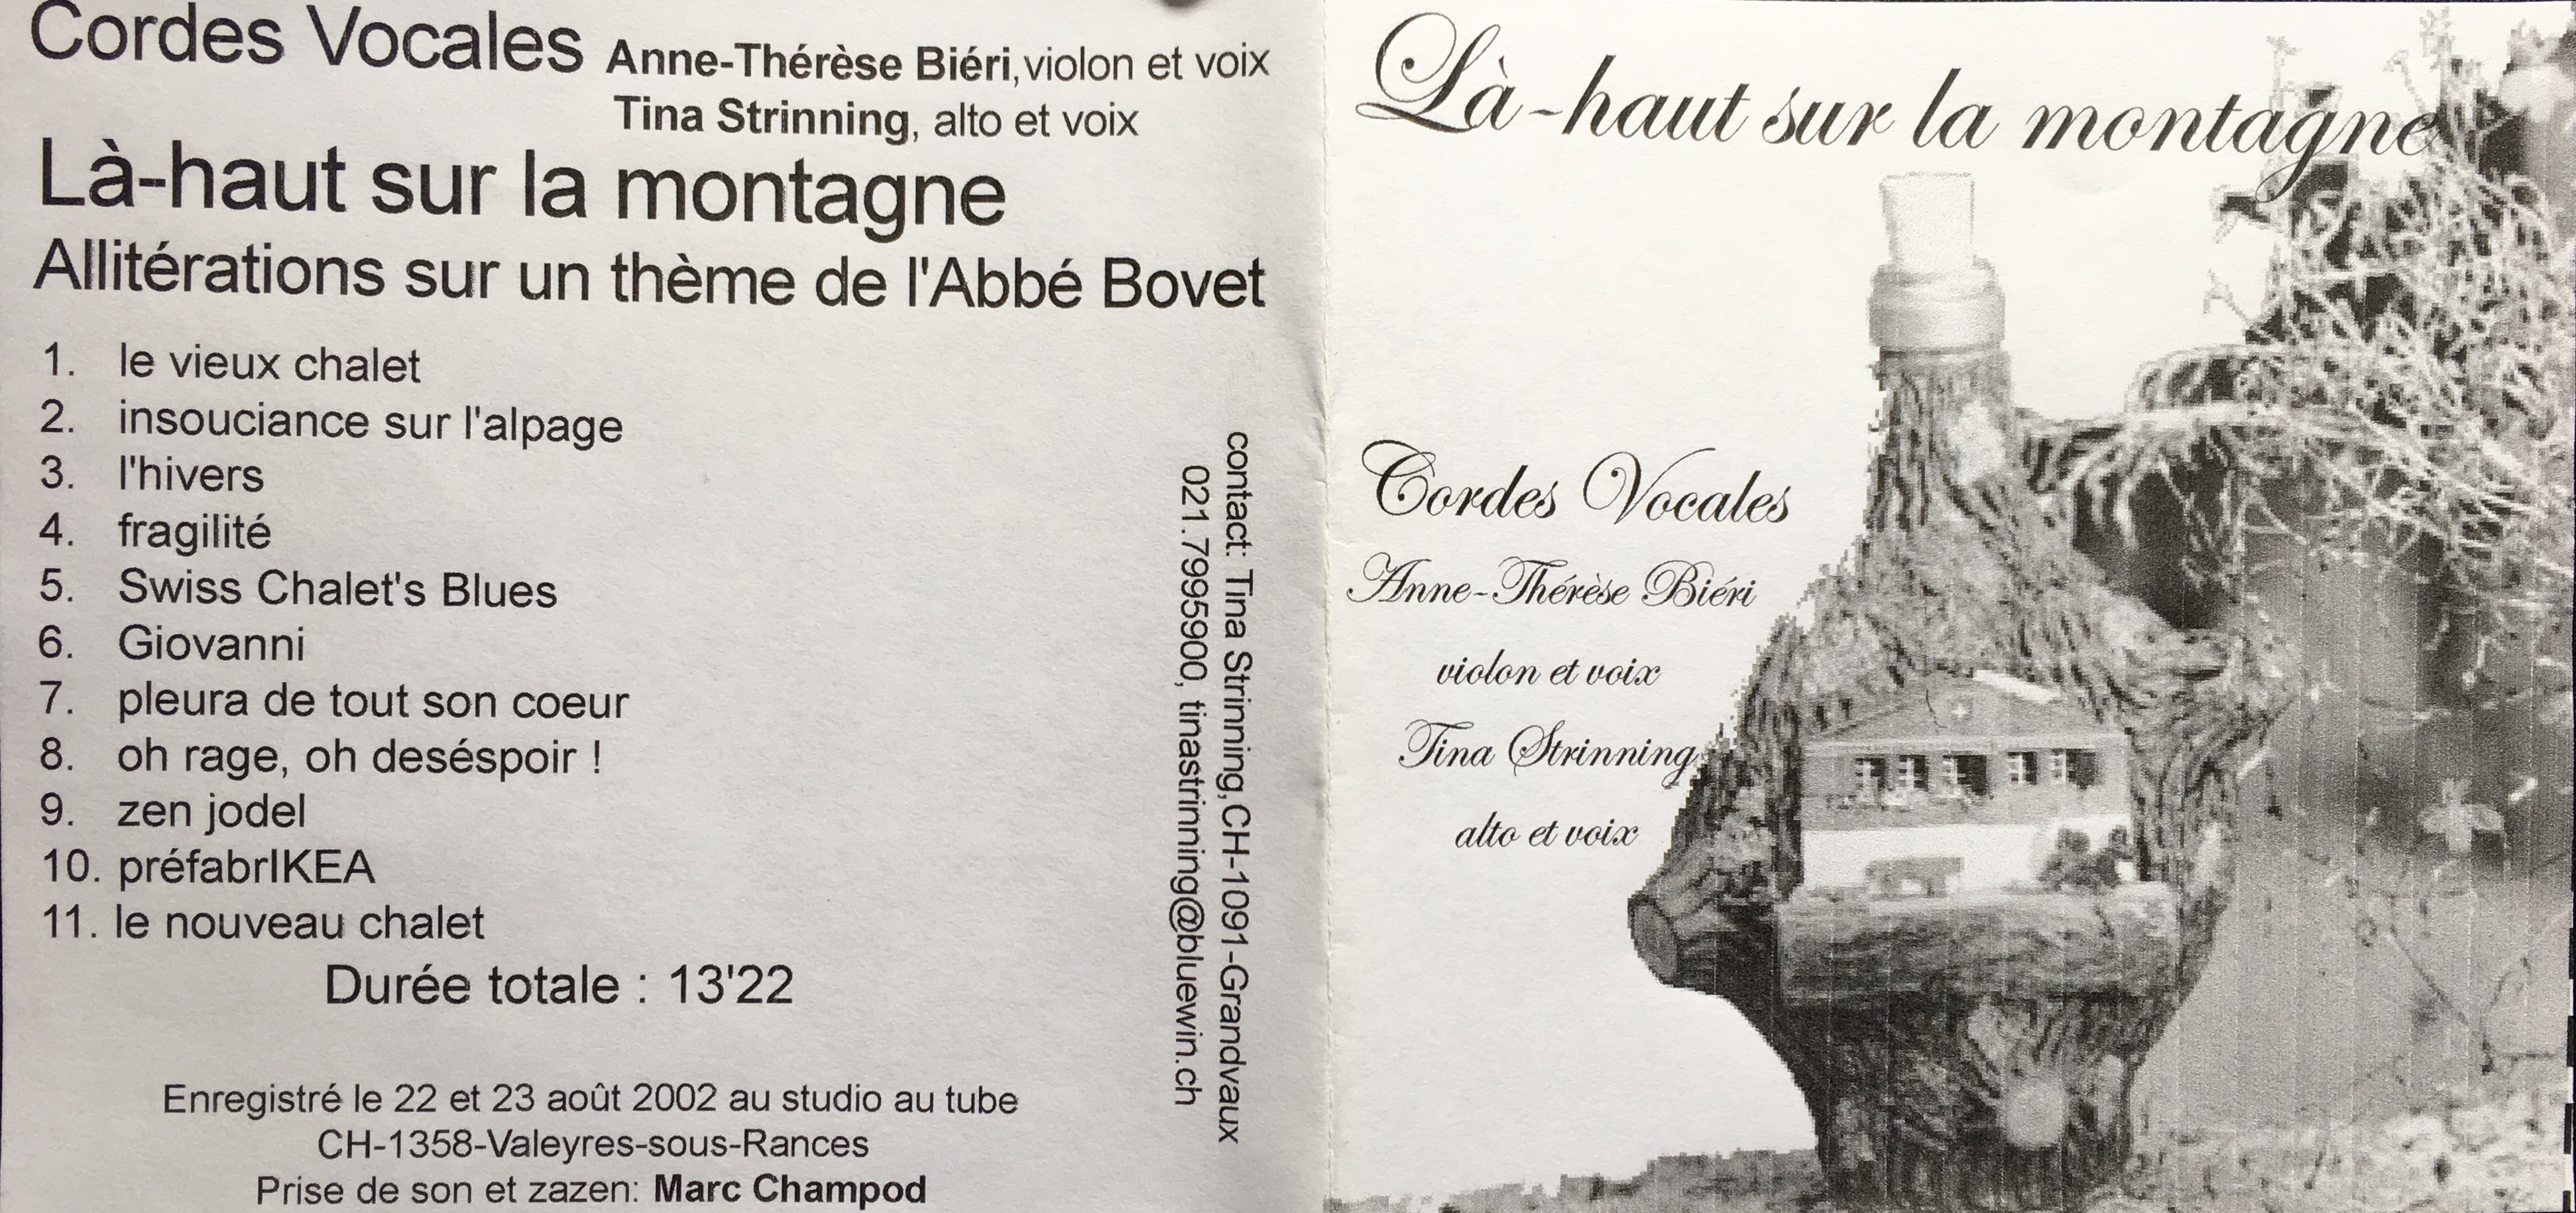 Cordes Vocales Anne-Thérèse Biéri, violon et voix
Tina Strinning, alto et voix
Là-haut sur la montagne
Allitérations sur un thème de l'Abbé Bovet
1. le vieux chalet
2. insouciance sur l'alpage
3. l'hivers
4. fragilité
5. Swiss Chalet's Blues
6. Giovanni
7. pleura de tout son coeur
8. oh rage, oh deséspoir !
9. zen jodel
10. préfabrIKEA
11. le nouveau chalet
Durée totale : 13'22
Enregistré le 22 et 23 août 2002 au studio au tube
CH-1358-Valeyres-sous-Rances
Prise de son et zazen: Marc Champod
contact: Tina Strinning,CH-1091-Grandvaux
021.7995900, tinastrinning@bluewin.ch
Là-haut sur la montagne
Cordes Vocales
Anne-Thérèse Biéri
violon et voix
Tina Strinning
alto et voix